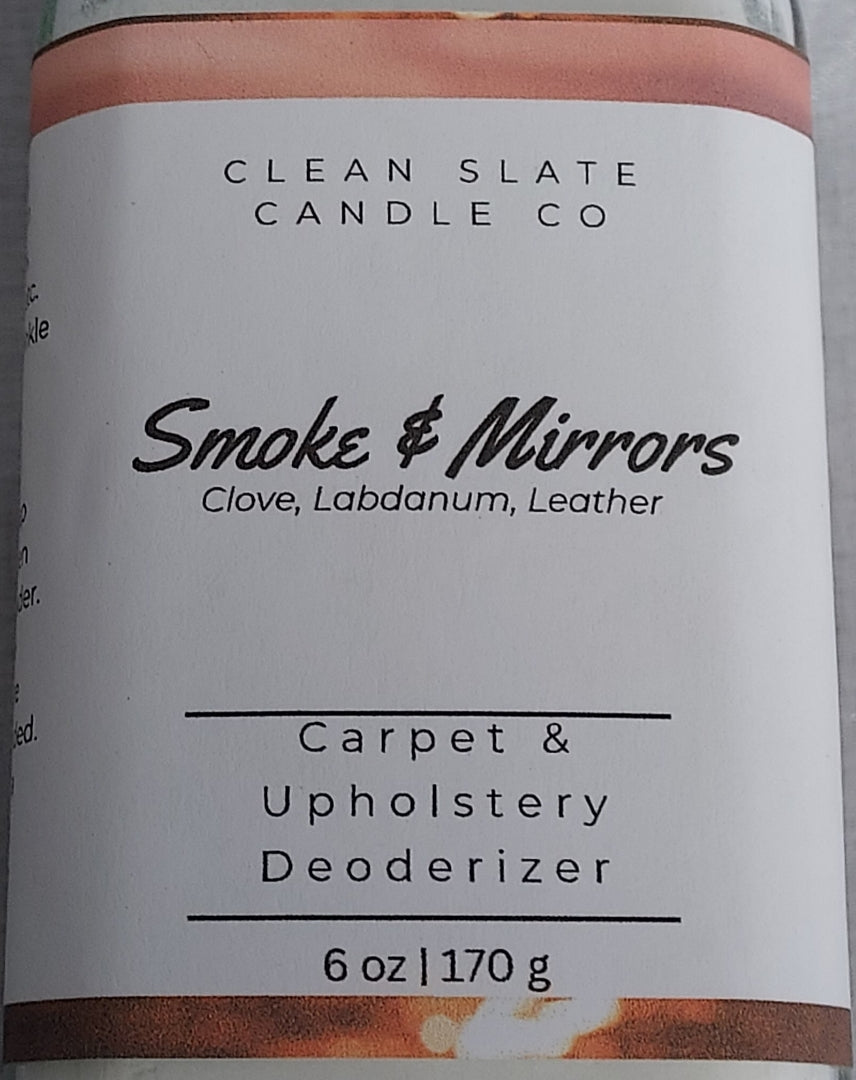 CLEAN SLATE
CANDLE CO
Smoke & Mirrors
Clove, Labdanum, Leather
Carpet &
Upholstery
Deoderizer
6 oz | 170 g